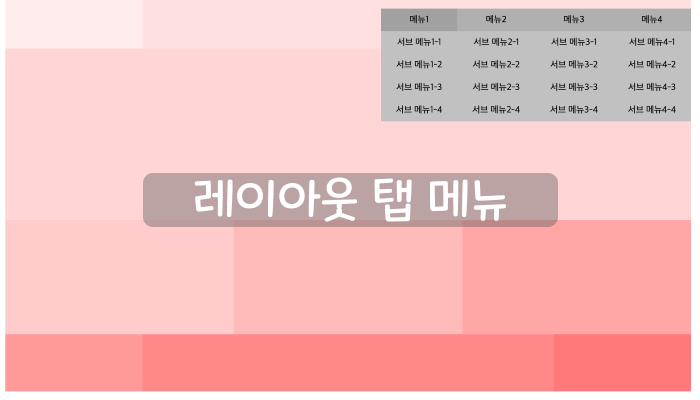 메뉴1 메뉴2 메뉴3 메뉴4
서브 메뉴1-1 서브 메뉴2-1 서브 메뉴3-1 서브 메뉴4-1
서브 메뉴1-2 서브 메뉴2-2 서브 메뉴3-2 서브 메뉴4-2
서브 메뉴1-3 서브 메뉴2-3 서브 메뉴3-3 서브 메뉴4-3
서브 메뉴1-4 서브 메뉴2-4 서브 메뉴3-4 서브 메뉴4-4
레이아웃 탭 메뉴